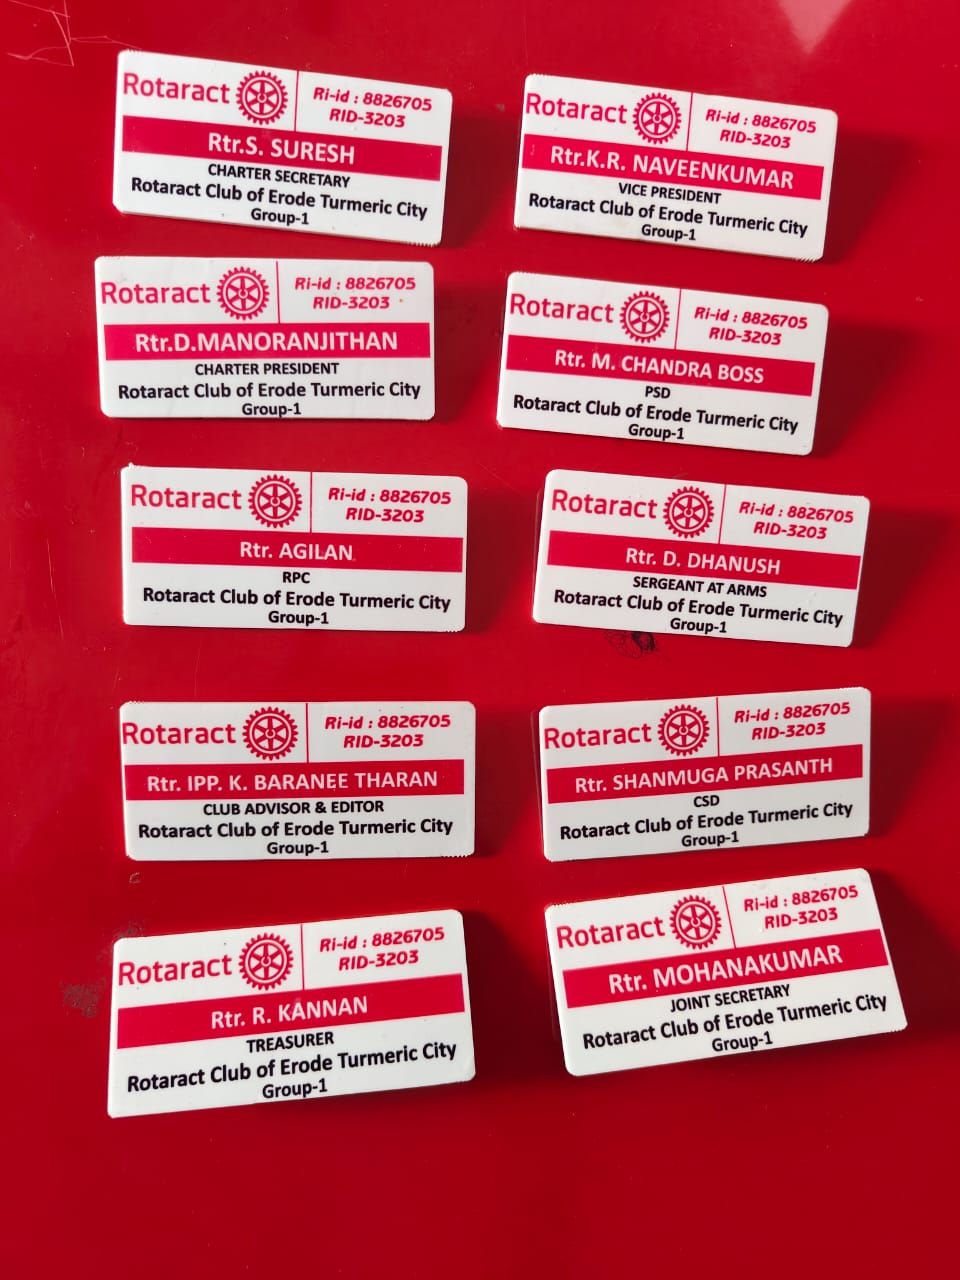 Rotaract
Ri-id : 8826705
RID-3203
Rtr.S. SURESH
CHARTER SECRETARY
Rotaract Club of Erode Turmeric City
Group-1
Rotaract
Ri-id : 8826705
RID-3203
Rtr.K.R. NAVEENKUMAR
VICE PRESIDENT
Rotaract Club of Erode Turmeric City
Group-1
Rotaract
Ri-id : 8826705
RID-3203
Rtr.D.MANORANJITHAN
CHARTER PRESIDENT
Rotaract Club of Erode Turmeric City
Group-1
Rotaract
Ri-id : 8826705
RID-3203
Rtr. M. CHANDRA BOSS
PSD
Rotaract Club of Erode Turmeric City
Group-1
Rotaract
Ri-id : 8826705
RID-3203
Rtr. AGILAN
RPC
Rotaract Club of Erode Turmeric City
Group-1
Rotaract
Ri-id : 8826705
RID-3203
Rtr. D. DHANUSH
SERGEANT AT ARMS
Rotaract Club of Erode Turmeric City
Group-1
Rotaract
Ri-id : 8826705
RID-3203
Rtr. IPP. K. BARANEE THARAN
CLUB ADVISOR & EDITOR
Rotaract Club of Erode Turmeric City
Group-1
Rotaract
Ri-id : 8826705
RID-3203
Rtr. SHANMUGA PRASANTH
CSD
Rotaract Club of Erode Turmeric City
Group-1
Rotaract
Ri-id : 8826705
RID-3203
Rtr. R. KANNAN
TREASURER
Rotaract Club of Erode Turmeric City
Group-1
Rotaract
Ri-id : 8826705
RID-3203
Rtr. MOHANAKUMAR
JOINT SECRETARY
Rotaract Club of Erode Turmeric City
Group-1